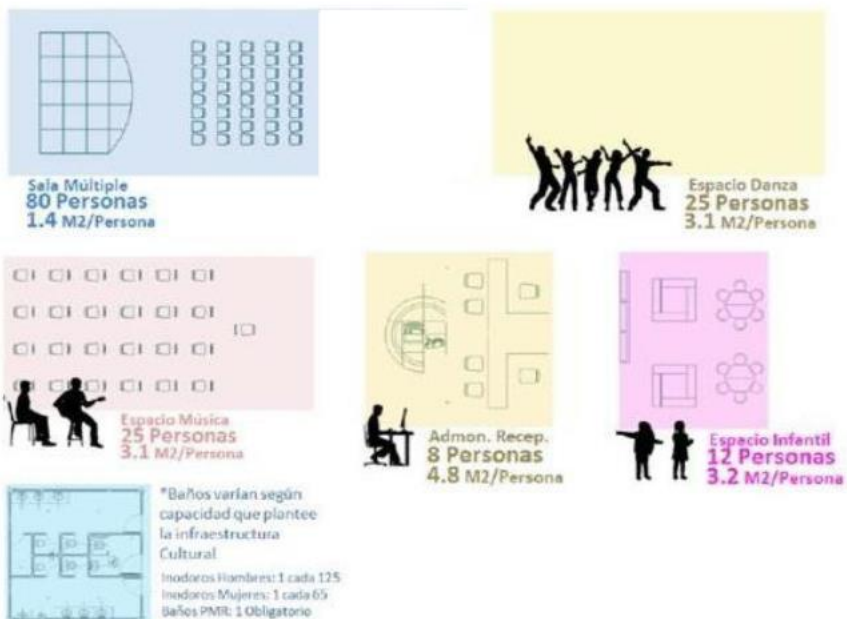 Sala Múltiple
80 Personas
1.4 M2/Persona
Espacio Danza
25 Personas
3.1 M2/Persona
Espacio Música
25 Personas
3.1 M2/Persona
Admon. Recep.
8 Personas
4.8 M2/Persona
Espacio Infantil
12 Personas
3.2 M2/Persona
*Baños varían según
capacidad que plantee
la infraestructura
Cultural
Inodoros Hombres: 1 cada 125
Inodoros Mujeres: 1 cada 65
Baños PMR: 1 Obligatorio